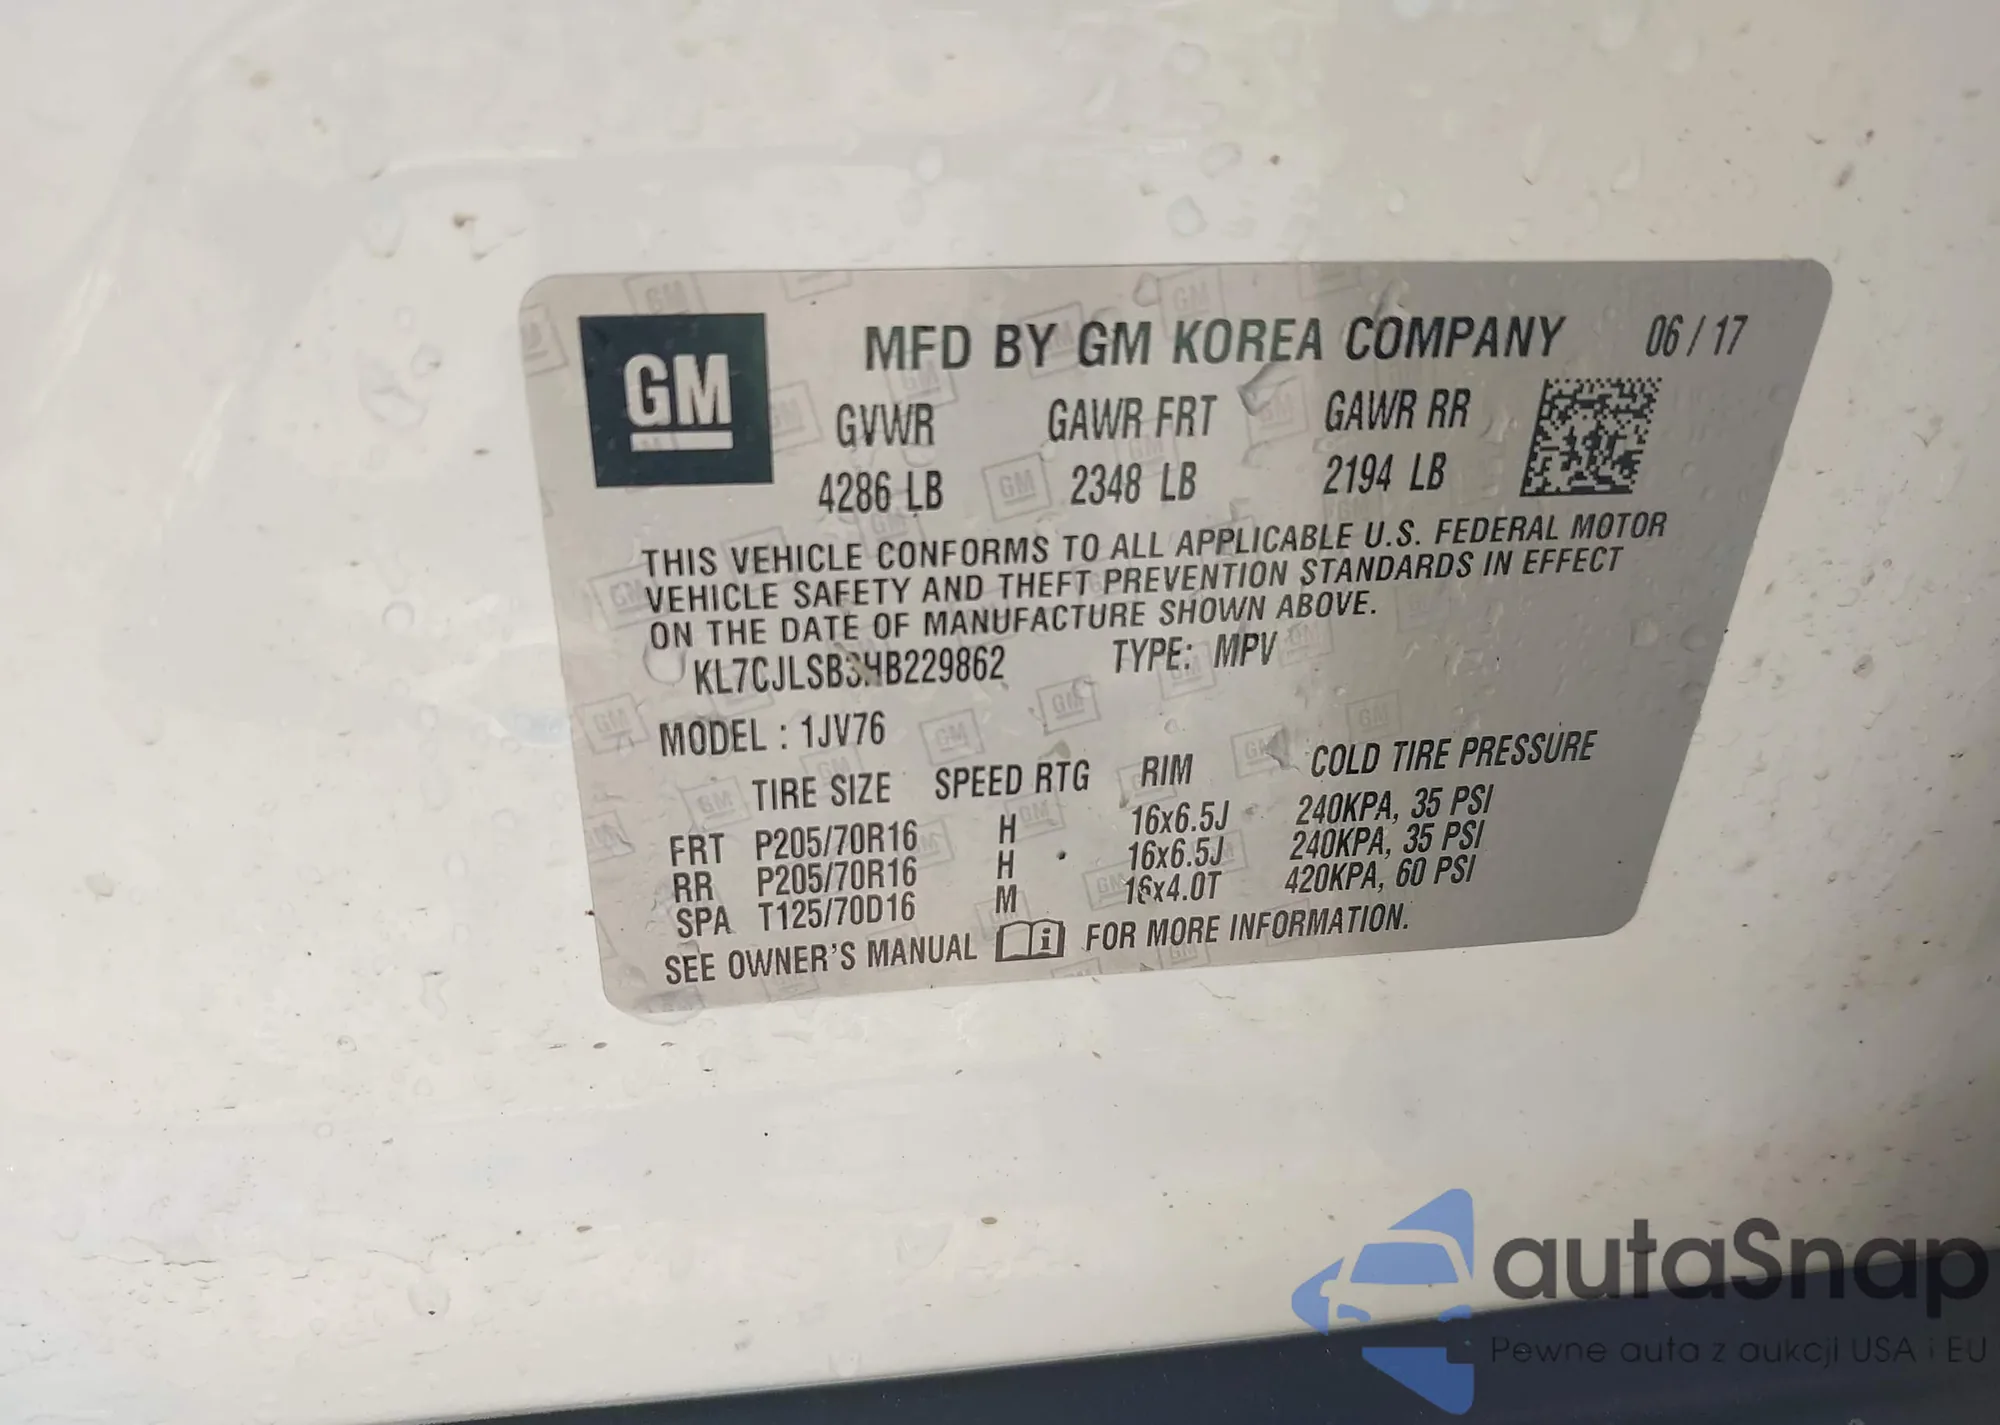 GM
MFD BY GM KOREA COMPANY 06/17
GVWR GAWR FRT GAWR RR
4286 LB 2348 LB 2194 LB
THIS VEHICLE CONFORMS TO ALL APPLICABLE U.S. FEDERAL MOTOR
VEHICLE SAFETY AND THEFT PREVENTION STANDARDS IN EFFECT
ON THE DATE OF MANUFACTURE SHOWN ABOVE.
KL7CJLSB3HB229862 TYPE: MPV
MODEL : 1JV76
TIRE SIZE SPEED RTG RIM COLD TIRE PRESSURE
FRT P205/70R16 H 16x6.5J 240KPA, 35 PSI
RR P205/70R16 H 16x6.5J 240KPA, 35 PSI
SPA T125/70D16 M 16x4.0T 420KPA, 60 PSI
SEE OWNER'S MANUAL FOR MORE INFORMATION.
autaSnap
Pewne auta z aukcji USA i EU